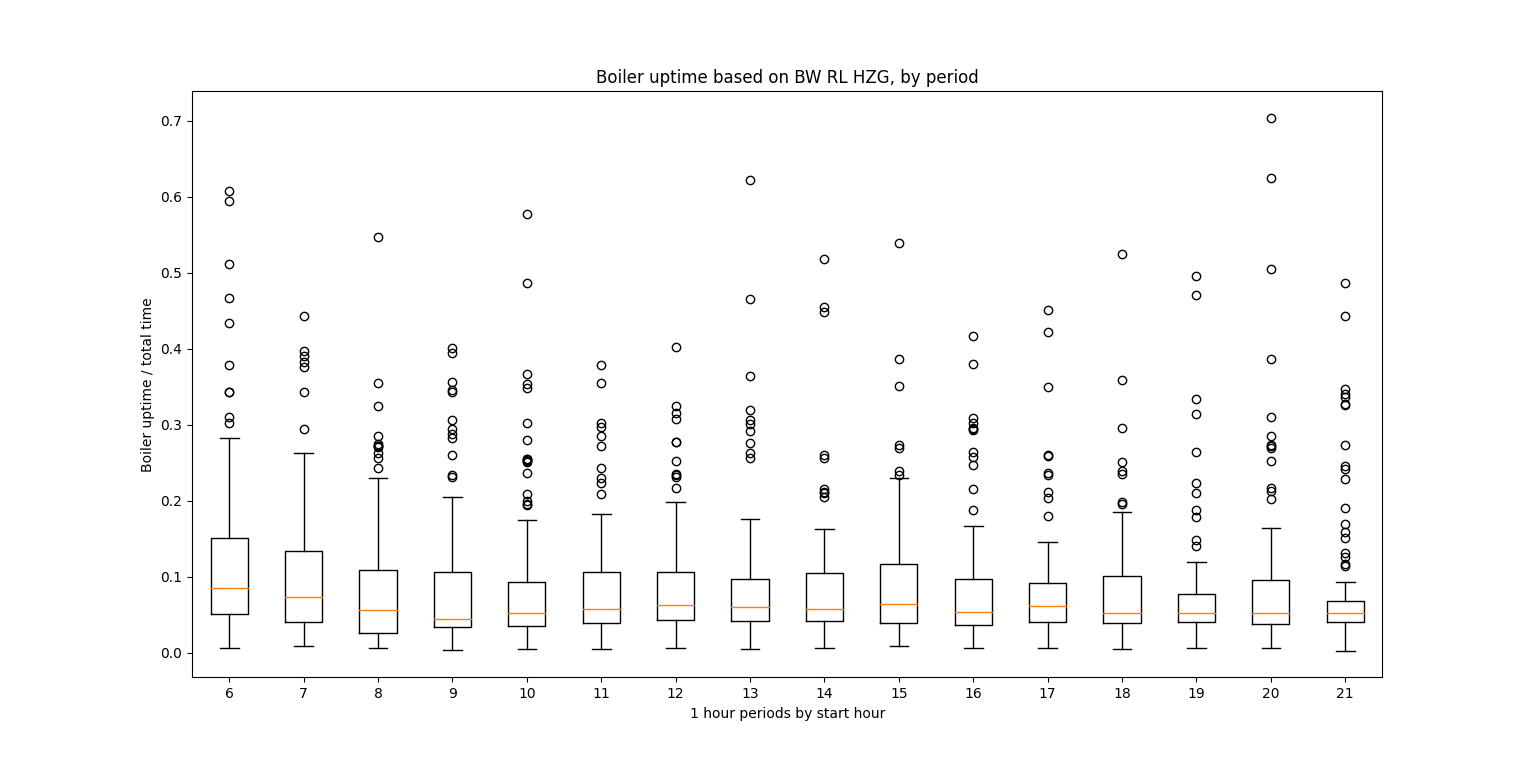 Boiler uptime based on BW RL HZG, by period
Boiler uptime / total time
0.7
0.6
0.5
0.4
0.3
0.2
0.1
0.0
6 7 8 9 10 11 12 13 14 15 16 17 18 19 20 21
1 hour periods by start hour